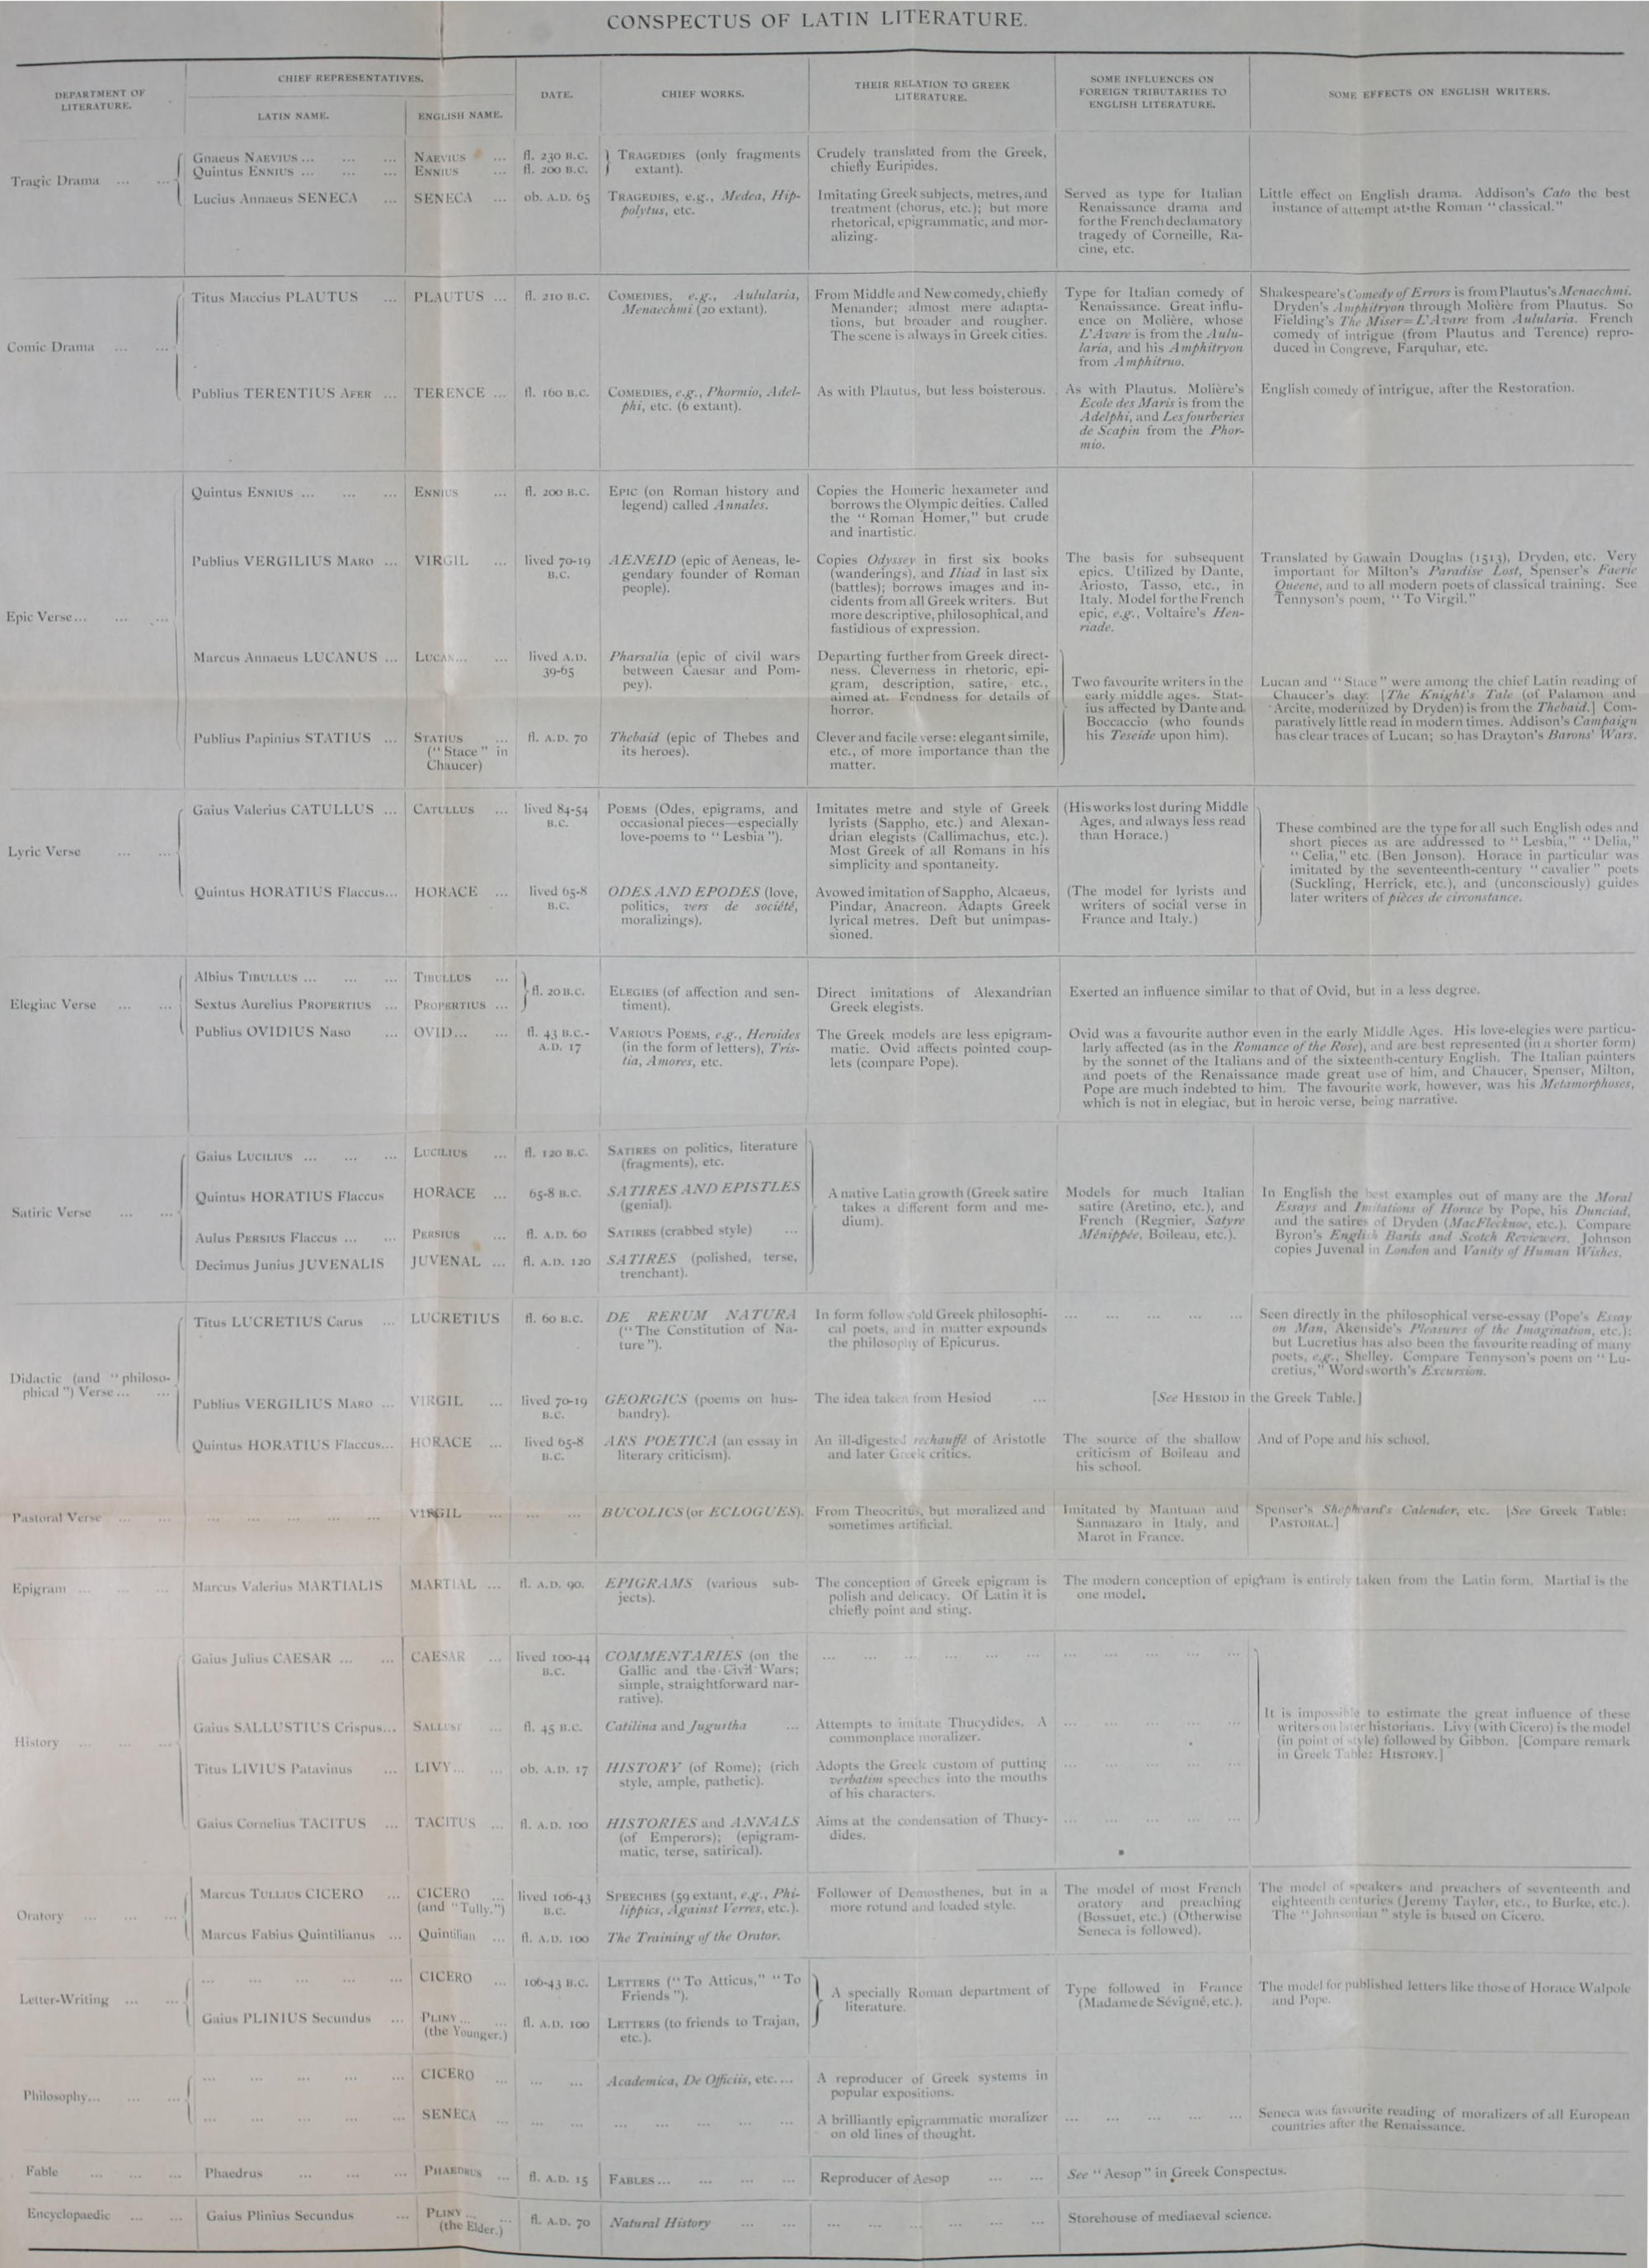 CONSPECTUS OF LATIN LITERATURE.
DEPARTMENT OF
LITERATURE.
CHIEF REPRESENTATIVES.
LATIN NAME.
ENGLISH NAME.
DATE.
CHIEF WORKS.
THEIR RELATION TO GREEK
LITERATURE.
SOME INFLUENCES ON
FOREIGN TRIBUTARIES TO
ENGLISH LITERATURE.
SOME EFFECTS ON ENGLISH WRITERS.
Tragic Drama ... ...
Gnaeus NAEVIUS ... ... ...
NAEVIUS ...
fl. 230 B.C.
Quintus ENNIUS ... ... ...
ENNIUS ...
fl. 200 B.C.
TRAGEDIES (only fragments
extant).
Crudely translated from the Greek,
chiefly Euripides.
Lucius Annaeus SENECA ...
SENECA ...
ob. A.D. 65
TRAGEDIES, e.g., Medea, Hip-
polytus, etc.
Imitating Greek subjects, metres, and
treatment (chorus, etc.); but more
rhetorical, epigrammatic, and mor-
alizing.
Served as type for Italian
Renaissance drama and
for the French declamatory
tragedy of Corneille, Ra-
cine, etc.
Little effect on English drama. Addison's Cato the best
instance of attempt at the Roman "classical."
Comic Drama ... ...
Titus Maccius PLAUTUS ...
PLAUTUS ...
fl. 210 B.C.
COMEDIES, e.g., Aulularia,
Menaechmi (20 extant).
From Middle and New comedy, chiefly
Menander; almost mere adapta-
tions, but broader and rougher.
The scene is always in Greek cities.
Type for Italian comedy of
Renaissance. Great influ-
ence on Molière, whose
L'Avare is from the Aulu-
laria, and his Amphitryon
from Amphitruo.
Shakespeare's Comedy of Errors is from Plautus's Menaechmi.
Dryden's Amphitryon through Molière from Plautus. So
Fielding's The Miser=L'Avare from Aulularia. French
comedy of intrigue (from Plautus and Terence) repro-
duced in Congreve, Farquhar, etc.
Publius TERENTIUS AFER ...
TERENCE ...
fl. 160 B.C.
COMEDIES, e.g., Phormio, Adel-
phi, etc. (6 extant).
As with Plautus, but less boisterous.
As with Plautus. Molière's
Ecole des Maris is from the
Adelphi, and Les fourberies
de Scapin from the Phor-
mio.
English comedy of intrigue, after the Restoration.
Epic Verse... ... ...
Quintus ENNIUS ... ... ...
ENNIUS ...
fl. 200 B.C.
EPIC (on Roman history and
legend) called Annales.
Copies the Homeric hexameter and
borrows the Olympic deities. Called
the "Roman Homer," but crude
and inartistic.
Publius VERGILIUS MARO ...
VIRGIL ...
lived 70-19
B.C.
AENEID (epic of Aeneas, le-
gendary founder of Roman
people).
Copies Odyssey in first six books
(wanderings), and Iliad in last six
(battles); borrows images and in-
cidents from all Greek writers. But
more descriptive, philosophical, and
fastidious of expression.
The basis for subsequent
epics. Utilized by Dante,
Ariosto, Tasso, etc., in
Italy. Model for the French
epic, e.g., Voltaire's Hen-
riade.
Translated by Gawain Douglas (1513), Dryden, etc. Very
important for Milton's Paradise Lost, Spenser's Faerie
Queene, and to all modern poets of classical training. See
Tennyson's poem, "To Virgil."
Marcus Annaeus LUCANUS ...
LUCAN... ...
lived A.D.
39-65
Pharsalia (epic of civil wars
between Caesar and Pom-
pey).
Departing further from Greek direct-
ness. Cleverness in rhetoric, epi-
gram, description, satire, etc.,
aimed at. Fondness for details of
horror.
Two favourite writers in the
early middle ages. Stat-
ius affected by Dante and
Boccaccio (who founds
his Teseide upon him).
Lucan and "Stace" were among the chief Latin reading of
Chaucer's day. [The Knight's Tale (of Palamon and
Arcite, modernized by Dryden) is from the Thebaid.] Com-
paratively little read in modern times. Addison's Campaign
has clear traces of Lucan; so has Drayton's Barons' Wars.
Publius Papinius STATIUS ...
STATIUS ...
("Stace" in
Chaucer)
fl. A.D. 70
Thebaid (epic of Thebes and
its heroes).
Clever and facile verse: elegant simile,
etc., of more importance than the
matter.
Lyric Verse ... ...
Gaius Valerius CATULLUS ...
CATULLUS ...
lived 84-54
B.C.
POEMS (Odes, epigrams, and
occasional pieces—especially
love-poems to "Lesbia").
Imitates metre and style of Greek
lyrists (Sappho, etc.) and Alexan-
drian elegists (Callimachus, etc.).
Most Greek of all Romans in his
simplicity and spontaneity.
(His works lost during Middle
Ages, and always less read
than Horace.)
These combined are the type for all such English odes and
short pieces as are addressed to "Lesbia," "Delia,"
"Celia," etc. (Ben Jonson). Horace in particular was
imitated by the seventeenth-century "cavalier" poets
(Suckling, Herrick, etc.), and (unconsciously) guides
later writers of pièces de circonstance.
Quintus HORATIUS Flaccus...
HORACE ...
lived 65-8
B.C.
ODES AND EPODES (love,
politics, vers de société,
moralizings).
Avowed imitation of Sappho, Alcaeus,
Pindar, Anacreon. Adapts Greek
lyrical metres. Deft but unimpas-
sioned.
(The model for lyrists and
writers of social verse in
France and Italy.)
Elegiac Verse ... ...
Albius TIBULLUS ... ... ...
TIBULLUS ...
Sextus Aurelius PROPERTIUS ...
PROPERTIUS ...
fl. 20 B.C.
ELEGIES (of affection and sen-
timent).
Direct imitations of Alexandrian
Greek elegists.
Exerted an influence similar to that of Ovid, but in a less degree.
Publius OVIDIUS Naso ...
OVID... ...
fl. 43 B.C.-
A.D. 17
VARIOUS POEMS, e.g., Heroides
(in the form of letters), Tris-
tia, Amores, etc.
The Greek models are less epigram-
matic. Ovid affects pointed coup-
lets (compare Pope).
Ovid was a favourite author even in the early Middle Ages. His love-elegies were particu-
larly affected (as in the Romance of the Rose), and are best represented (in a shorter form)
by the sonnet of the Italians and of the sixteenth-century English. The Italian painters
and poets of the Renaissance made great use of him, and Chaucer, Spenser, Milton,
Pope are much indebted to him. The favourite work, however, was his Metamorphoses,
which is not in elegiac, but in heroic verse, being narrative.
Satiric Verse ... ...
Gaius LUCILIUS ... ... ...
LUCILIUS ...
fl. 120 B.C.
SATIRES on politics, literature
(fragments), etc.
Quintus HORATIUS Flaccus
HORACE ...
65-8 B.C.
SATIRES AND EPISTLES
(genial).
A native Latin growth (Greek satire
takes a different form and me-
dium).
Models for much Italian
satire (Aretino, etc.), and
French (Regnier, Satyre
Ménippée, Boileau, etc.).
In English the best examples out of many are the Moral
Essays and Imitations of Horace by Pope, his Dunciad,
and the satires of Dryden (MacFlecknoe, etc.). Compare
Byron's English Bards and Scotch Reviewers. Johnson
copies Juvenal in London and Vanity of Human Wishes.
Aulus PERSIUS Flaccus ... ...
PERSIUS ...
fl. A.D. 60
SATIRES (crabbed style) ...
Decimus Junius JUVENALIS
JUVENAL ...
fl. A.D. 120
SATIRES (polished, terse,
trenchant).
Didactic (and "philoso-
phical") Verse... ...
Titus LUCRETIUS Carus ...
LUCRETIUS
fl. 60 B.C.
DE RERUM NATURA
("The Constitution of Na-
ture").
In form follows old Greek philosophi-
cal poets, and in matter expounds
the philosophy of Epicurus.
... ... ... ... ...
Seen directly in the philosophical verse-essay (Pope's Essay
on Man, Akenside's Pleasures of the Imagination, etc.);
but Lucretius has also been the favourite reading of many
poets, e.g., Shelley. Compare Tennyson's poem on "Lu-
cretius," Wordsworth's Excursion.
Publius VERGILIUS MARO ...
VIRGIL ...
lived 70-19
B.C.
GEORGICS (poems on hus-
bandry).
The idea taken from Hesiod ...
[See HESIOD in the Greek Table.]
Quintus HORATIUS Flaccus...
HORACE ...
lived 65-8
B.C.
ARS POETICA (an essay in
literary criticism).
An ill-digested rechauffé of Aristotle
and later Greek critics.
The source of the shallow
criticism of Boileau and
his school.
And of Pope and his school.
Pastoral Verse ... ...
... ... ... ... ...
VIRGIL
... ...
BUCOLICS (or ECLOGUES).
From Theocritus, but moralized and
sometimes artificial.
Imitated by Mantuan and
Sannazaro in Italy, and
Marot in France.
Spenser's Shepheard's Calender, etc. [See Greek Table:
PASTORAL.]
Epigram ... ... ...
Marcus Valerius MARTIALIS
MARTIAL ...
fl. A.D. 90.
EPIGRAMS (various sub-
jects).
The conception of Greek epigram is
polish and delicacy. Of Latin it is
chiefly point and sting.
The modern conception of epigram is entirely taken from the Latin form. Martial is the
one model.
History ... ... ...
Gaius Julius CAESAR ... ...
CAESAR ...
lived 100-44
B.C.
COMMENTARIES (on the
Gallic and the Civil Wars;
simple, straightforward nar-
rative).
... ... ... ... ... ...
... ... ... ... ...
Gaius SALLUSTIUS Crispus...
SALLUST ...
fl. 45 B.C.
Catilina and Jugurtha ...
Attempts to imitate Thucydides. A
commonplace moralizer.
... ... ... ... ...
It is impossible to estimate the great influence of these
writers on later historians. Livy (with Cicero) is the model
(in point of style) followed by Gibbon. [Compare remark
in Greek Table: HISTORY.]
Titus LIVIUS Patavinus ...
LIVY... ...
ob. A.D. 17
HISTORY (of Rome); (rich
style, ample, pathetic).
Adopts the Greek custom of putting
verbatim speeches into the mouths
of his characters.
... ... ... ... ...
Gaius Cornelius TACITUS ...
TACITUS ...
fl. A.D. 100
HISTORIES and ANNALS
(of Emperors); (epigram-
matic, terse, satirical).
Aims at the condensation of Thucy-
dides.
... ... ... ... ...
Oratory ... ... ...
Marcus TULLIUS CICERO ...
CICERO ...
(and "Tully.")
lived 106-43
B.C.
SPEECHES (59 extant, e.g., Phi-
lippics, Against Verres, etc.).
Follower of Demosthenes, but in a
more rotund and loaded style.
The model of most French
oratory and preaching
(Bossuet, etc.) (Otherwise
Seneca is followed).
The model of speakers and preachers of seventeenth and
eighteenth centuries (Jeremy Taylor, etc., to Burke, etc.).
The "Johnsonian" style is based on Cicero.
Marcus Fabius Quintilianus ...
Quintilian ...
fl. A.D. 100
The Training of the Orator.
Letter-Writing ... ...
... ... ... ... ...
CICERO ...
106-43 B.C.
LETTERS ("To Atticus," "To
Friends").
A specially Roman department of
literature.
Type followed in France
(Madame de Sévigné, etc.).
The model for published letters like those of Horace Walpole
and Pope.
Gaius PLINIUS Secundus ...
PLINY ... ...
(the Younger.)
fl. A.D. 100
LETTERS (to friends to Trajan,
etc.).
Philosophy... ... ...
... ... ... ... ...
CICERO ...
... ...
Academica, De Officiis, etc. ...
A reproducer of Greek systems in
popular expositions.
... ... ... ... ...
SENECA ...
... ...
... ... ... ... ...
A brilliantly epigrammatic moralizer
on old lines of thought.
... ... ... ... ...
Seneca was favourite reading of moralizers of all European
countries after the Renaissance.
Fable ... ... ...
Phaedrus ... ... ...
PHAEDRUS ...
fl. A.D. 15
FABLES ... ... ... ...
Reproducer of Aesop ... ...
See "Aesop" in Greek Conspectus.
Encyclopaedic ... ...
Gaius Plinius Secundus ...
PLINY ... ...
(the Elder.)
fl. A.D. 70
Natural History ... ...
... ... ... ... ... ...
Storehouse of mediaeval science.